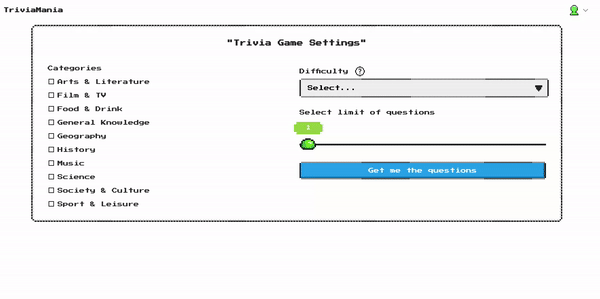 TriviaMania
"Trivia Game Settings"
Categories
Arts & Literature
Film & TV
Food & Drink
General Knowledge
Geography
History
Music
Science
Society & Culture
Sport & Leisure
Difficulty ?
Select...
Select limit of questions
1
Get me the questions